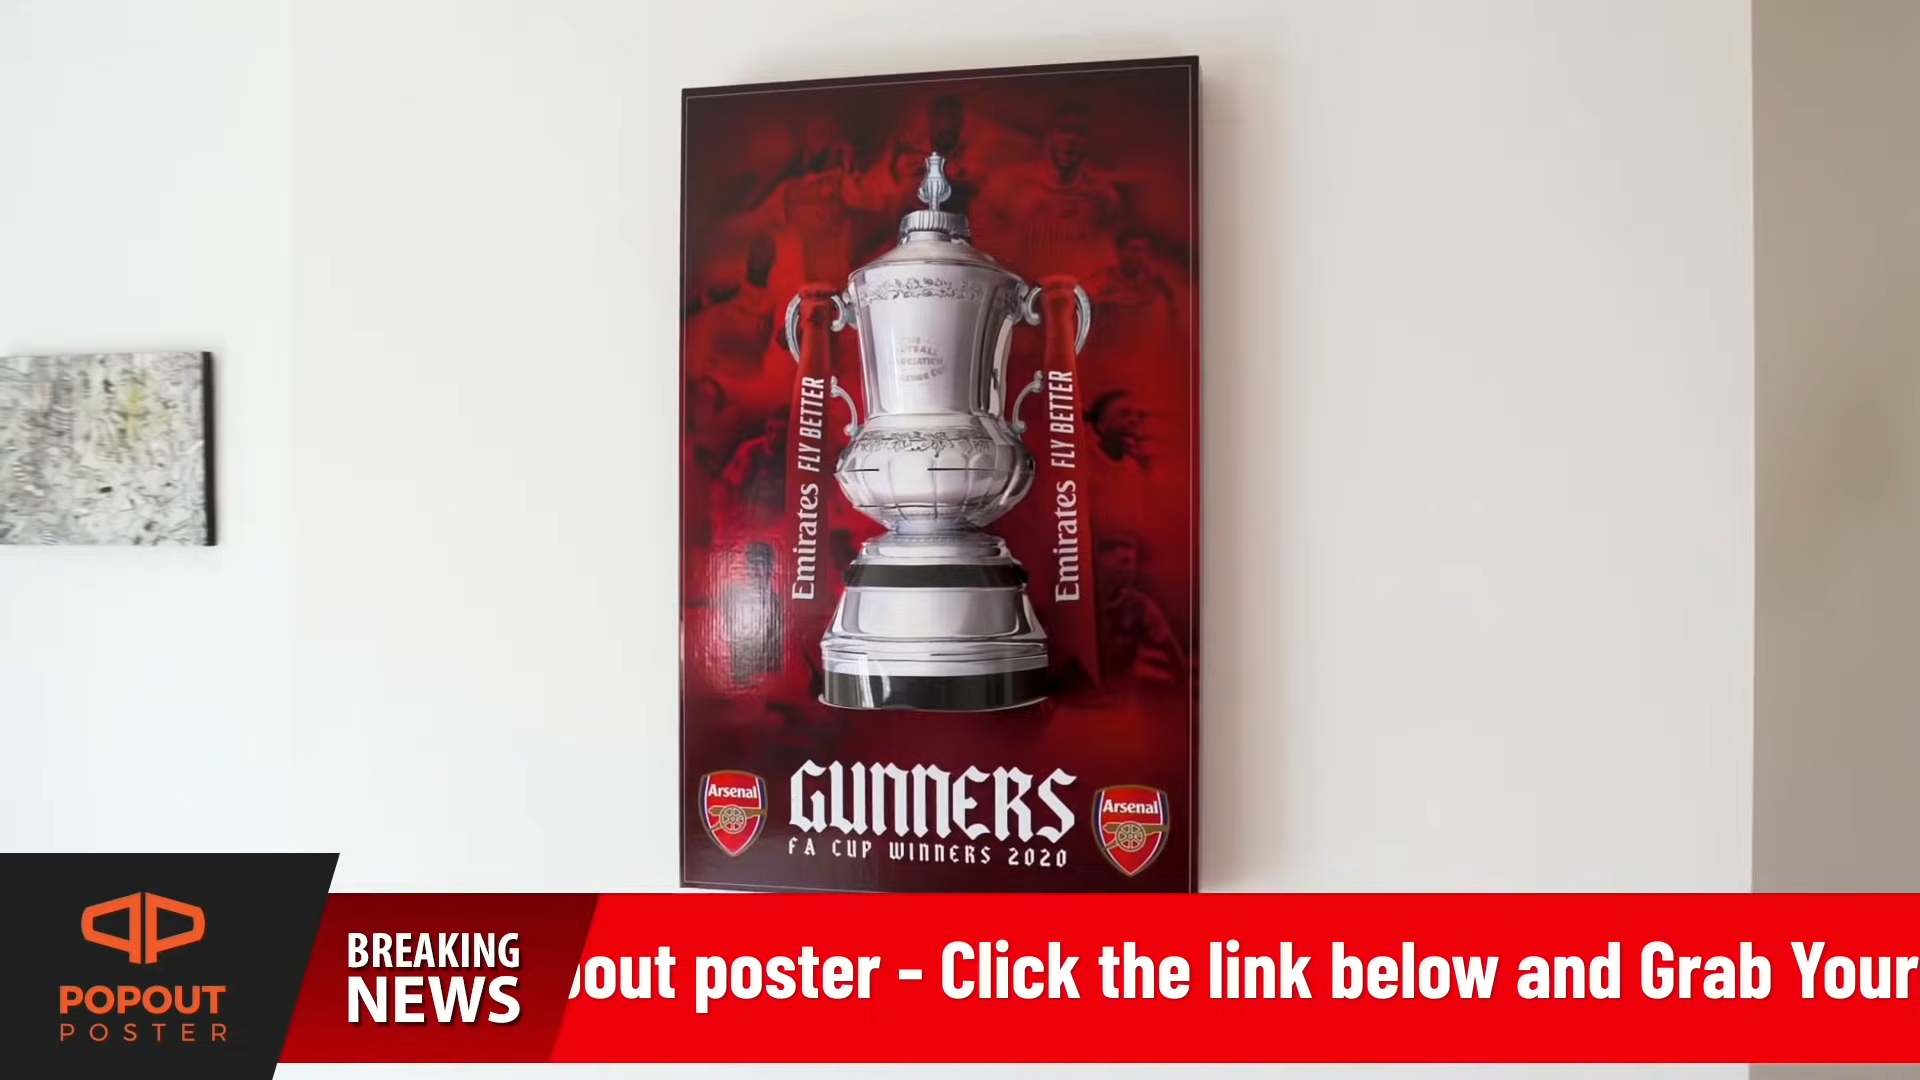 Emirates FLY BETTER
Emirates FLY BETTER
Arsenal
GUNNERS
Arsenal
FA CUP WINNERS 2020
POPOUT
POSTER
BREAKING
NEWS
poster - Click the link below and Grab Your